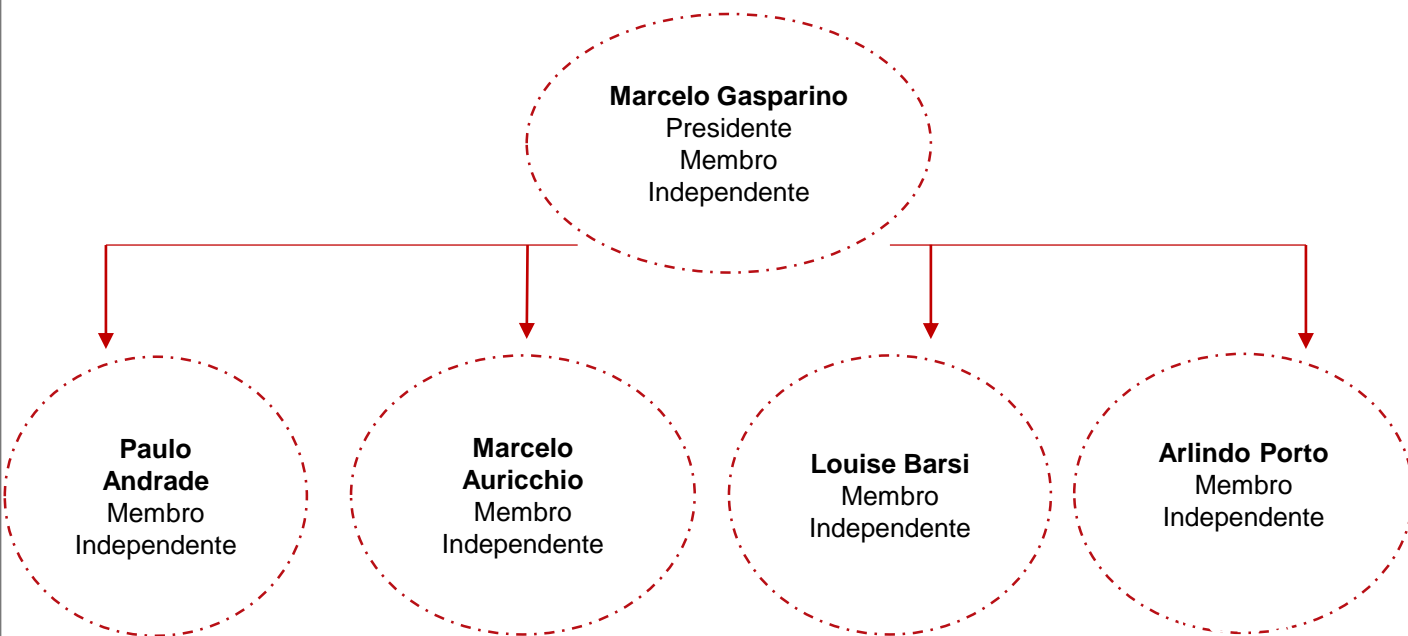 Marcelo Gasparino
Presidente
Membro
Independente
Paulo
Andrade
Membro
Independente
Marcelo
Auricchio
Membro
Independente
Louise Barsi
Membro
Independente
Arlindo Porto
Membro
Independente